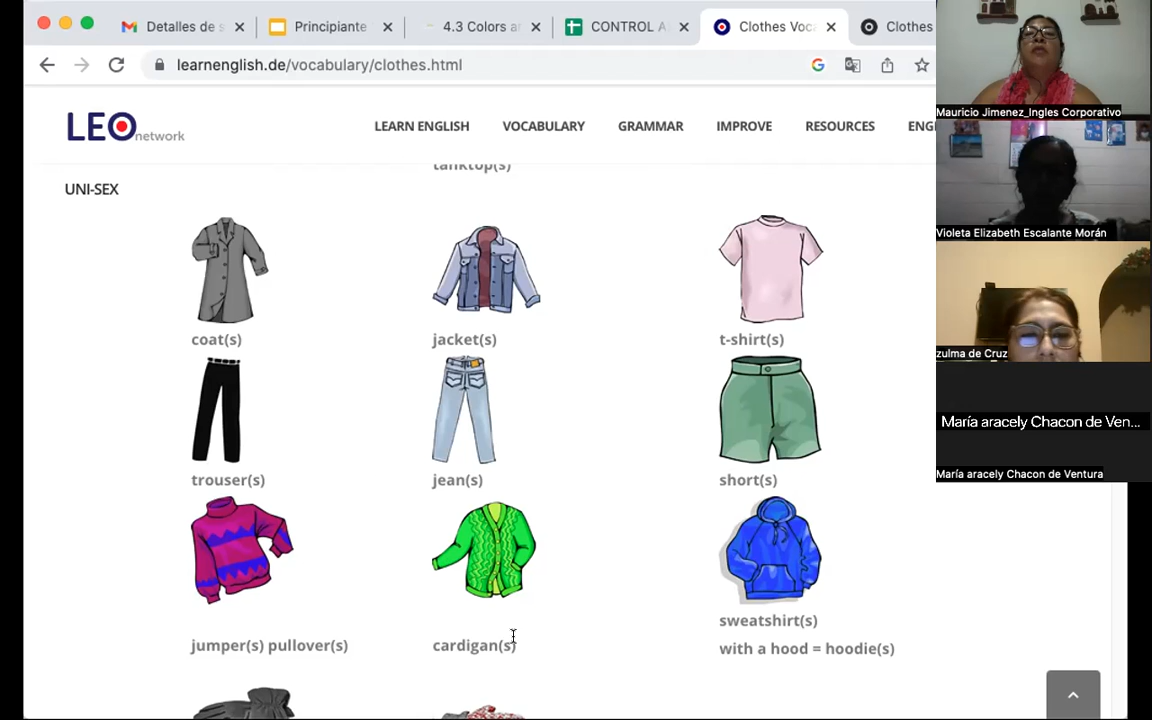 Detalles de s
Principiante
4.3 Colors an
CONTROL A
Clothes Voca
Clothes
learnenglish.de/vocabulary/clothes.html
LEO network
LEARN ENGLISH
VOCABULARY
GRAMMAR
IMPROVE
RESOURCES
ENG
tanktop(s)
UNI-SEX
coat(s)
jacket(s)
t-shirt(s)
trouser(s)
jean(s)
short(s)
jumper(s) pullover(s)
cardigan(s)
sweatshirt(s)
with a hood = hoodie(s)
Mauricio Jimenez_Ingles Corporativo
Violeta Elizabeth Escalante Morán
zulma de Cruz
María aracely Chacon de Ven...
María aracely Chacon de Ventura